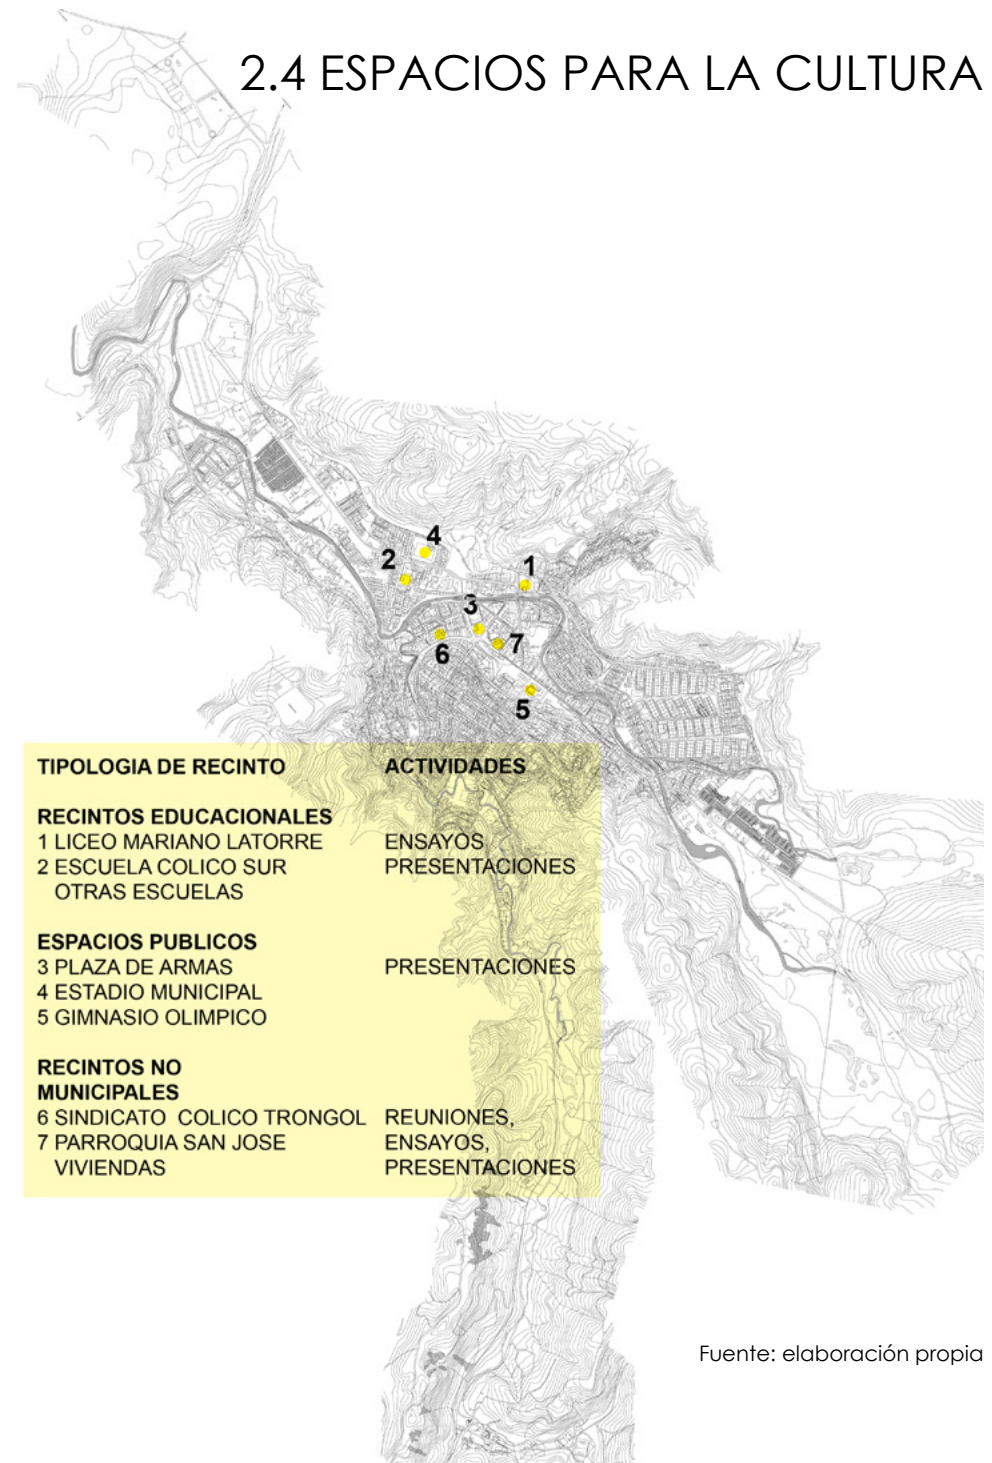 2.4 ESPACIOS PARA LA CULTURA
4
2
1
3
7
6
5
TIPOLOGIA DE RECINTO ACTIVIDADES
RECINTOS EDUCACIONALES
1 LICEO MARIANO LATORRE ENSAYOS
2 ESCUELA COLICO SUR PRESENTACIONES
OTRAS ESCUELAS
ESPACIOS PUBLICOS
3 PLAZA DE ARMAS PRESENTACIONES
4 ESTADIO MUNICIPAL
5 GIMNASIO OLIMPICO
RECINTOS NO
MUNICIPALES
6 SINDICATO COLICO TRONGOL REUNIONES,
7 PARROQUIA SAN JOSE ENSAYOS,
VIVIENDAS PRESENTACIONES
Fuente: elaboración propia